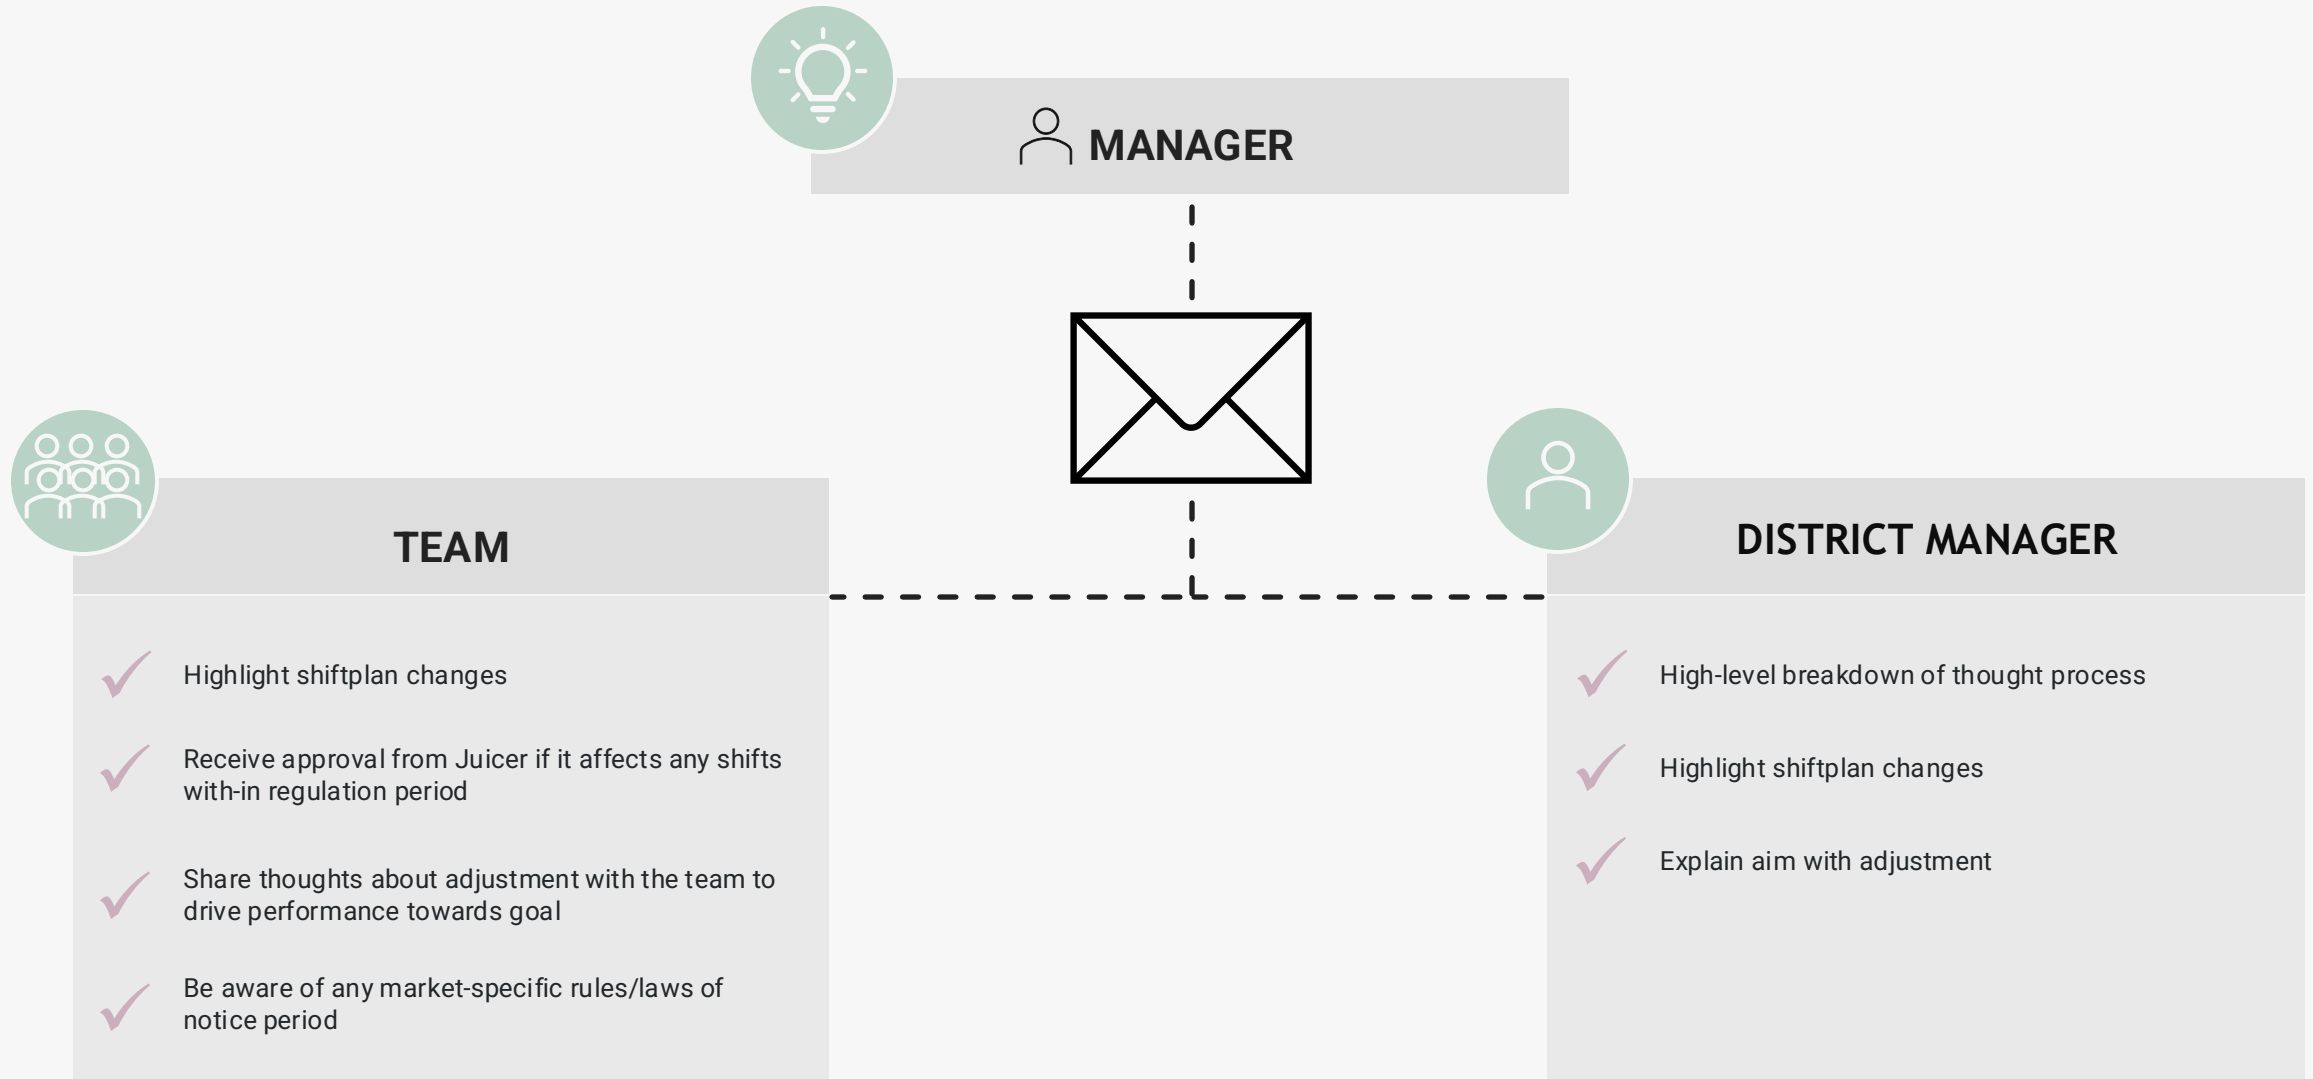 MANAGER
TEAM
Highlight shiftplan changes
Receive approval from Juicer if it affects any shifts
with-in regulation period
Share thoughts about adjustment with the team to
drive performance towards goal
Be aware of any market-specific rules/laws of
notice period
DISTRICT MANAGER
High-level breakdown of thought process
Highlight shiftplan changes
Explain aim with adjustment